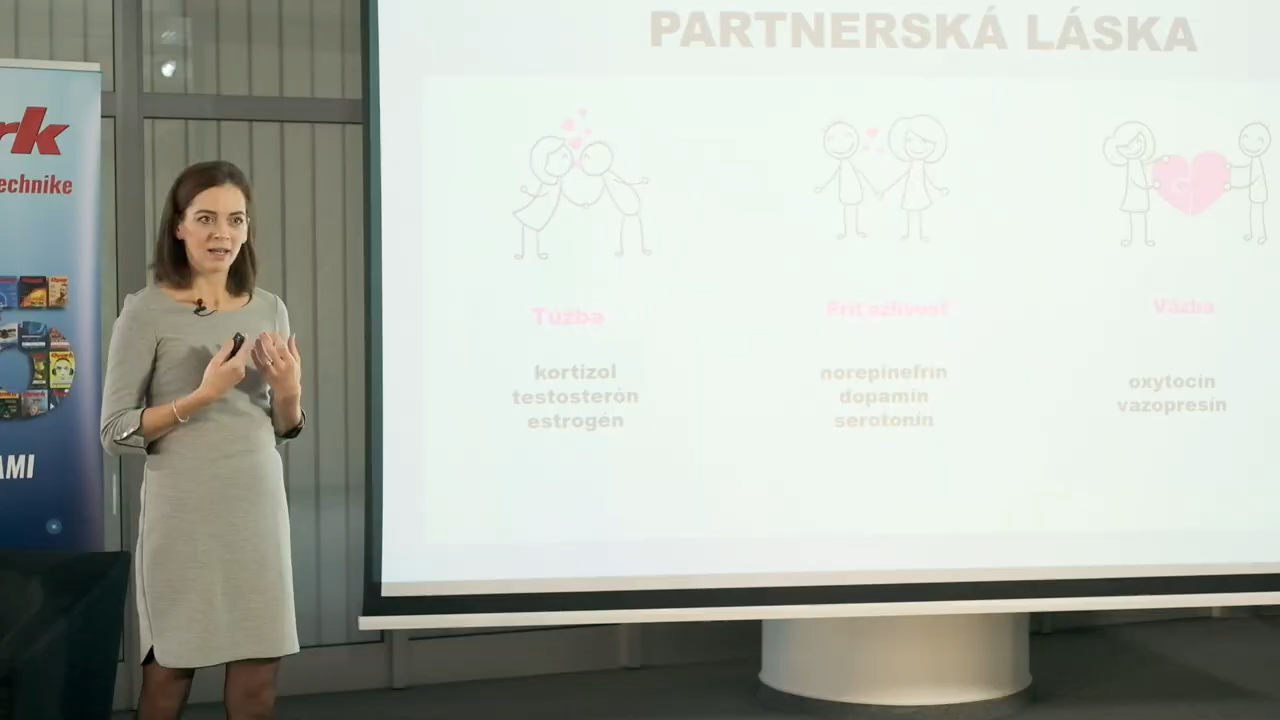 PARTNERSKÁ LÁSKA
Túžba
kortizol
testosterón
estrogén
Príťažlivosť
norepinefrín
dopamín
serotonín
Väzba
oxytocín
vazopresín
rk
echnike
AMI